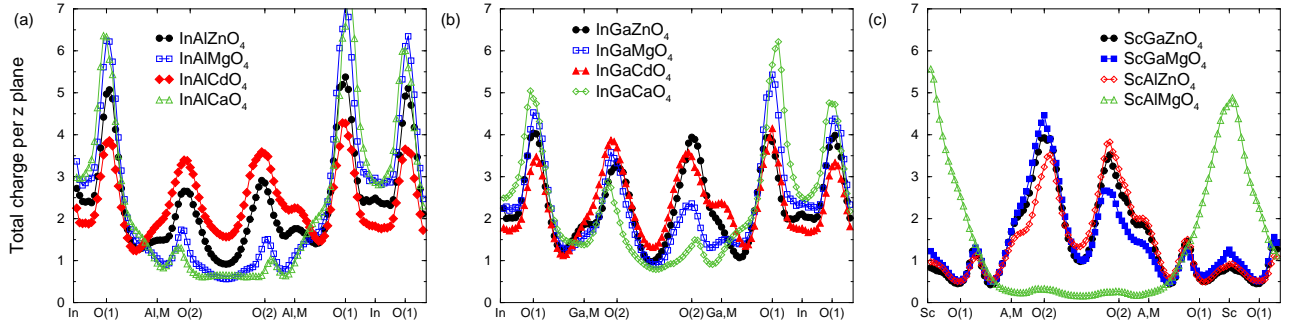 (a)
InAlZnO4
InAlMgO4
InAlCdO4
InAlCaO4
Total charge per z plane
7
6
5
4
3
2
1
0
In O(1) Al,M O(2) O(2) Al,M O(1) In O(1)
(b)
InGaZnO4
InGaMgO4
InGaCdO4
InGaCaO4
7
6
5
4
3
2
1
0
In O(1) Ga,M O(2) O(2) Ga,M O(1) In O(1)
(c)
ScGaZnO4
ScGaMgO4
ScAlZnO4
ScAlMgO4
7
6
5
4
3
2
1
0
Sc O(1) A,M O(2) O(2) A,M O(1) Sc O(1)